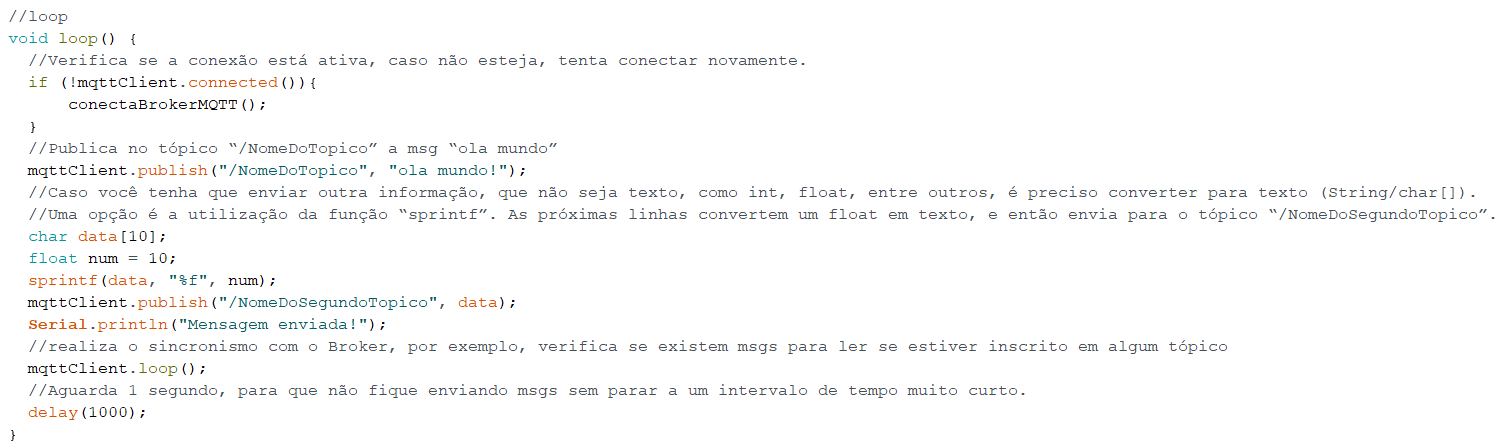 //loop
void loop() {
  //Verifica se a conexão está ativa, caso não esteja, tenta conectar novamente.
  if (!mqttClient.connected()){
      conectaBrokerMQTT();
  }
  //Publica no tópico “/NomeDoTopico” a msg “ola mundo”
  mqttClient.publish("/NomeDoTopico", "ola mundo!");
  //Caso você tenha que enviar outra informação, que não seja texto, como int, float, entre outros, é preciso converter para texto (String/char[]).
  //Uma opção é a utilização da função “sprintf”. As próximas linhas convertem um float em texto, e então envia para o tópico “/NomeDoSegundoTopico”.
  char data[10];
  float num = 10;
  sprintf(data, "%f", num);
  mqttClient.publish("/NomeDoSegundoTopico", data);
  Serial.println("Mensagem enviada!");
  //realiza o sincronismo com o Broker, por exemplo, verifica se existem msgs para ler se estiver inscrito em algum tópico
  mqttClient.loop();
  //Aguarda 1 segundo, para que não fique enviando msgs sem parar a um intervalo de tempo muito curto.
  delay(1000);
}